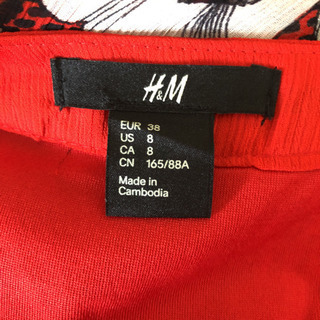 H&M
EUR 38
US 8
CA 8
CN 165/88A
Made in
Cambodia